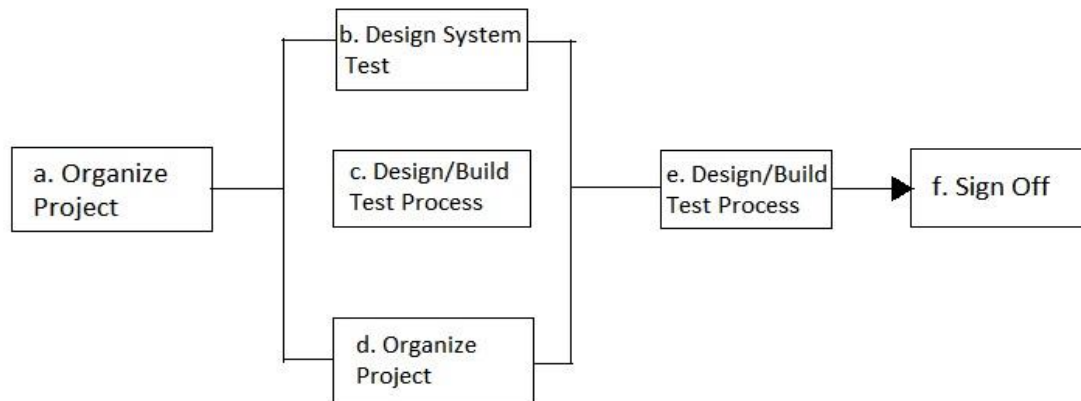 a. Organize
Project
b. Design System
Test
c. Design/Build
Test Process
d. Organize
Project
e. Design/Build
Test Process
f. Sign Off